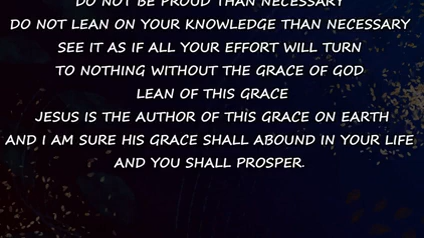 DO NOT BE PROUD THAN NECESSARY
DO NOT LEAN ON YOUR KNOWLEDGE THAN NECESSARY
SEE IT AS IF ALL YOUR EFFORT WILL TURN
TO NOTHING WITHOUT THE GRACE OF GOD
LEAN OF THIS GRACE
JESUS IS THE AUTHOR OF THIS GRACE ON EARTH
AND I AM SURE HIS GRACE SHALL ABOUND IN YOUR LIFE
AND YOU SHALL PROSPER.